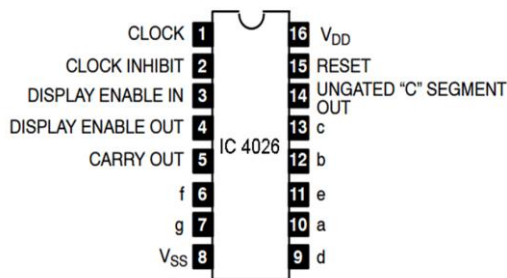 CLOCK 1
CLOCK INHIBIT 2
DISPLAY ENABLE IN 3
DISPLAY ENABLE OUT 4
CARRY OUT 5
f 6
g 7
VSS 8
IC 4026
16 VDD
15 RESET
14 UNGATED “C” SEGMENT
OUT
13 c
12 b
11 e
10 a
9 d